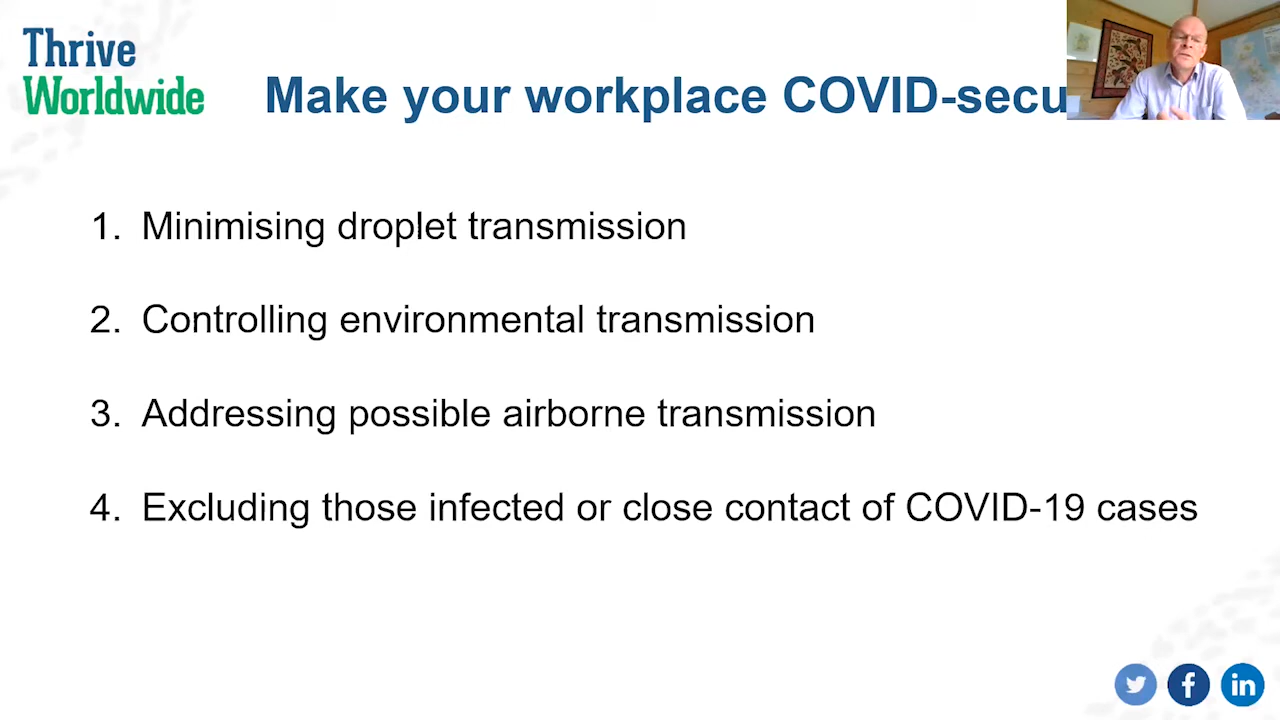 Thrive
Worldwide
Make your workplace COVID-secu
1. Minimising droplet transmission
2. Controlling environmental transmission
3. Addressing possible airborne transmission
4. Excluding those infected or close contact of COVID-19 cases
f
in